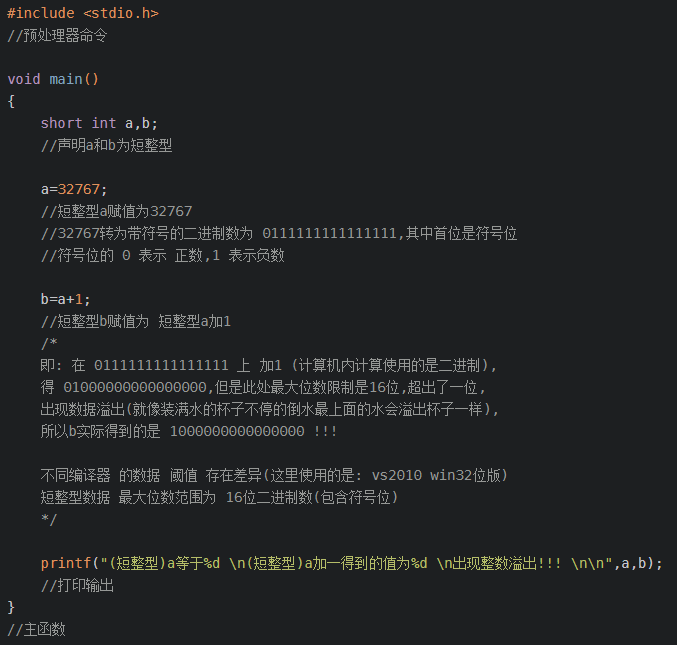 #include <stdio.h>
//预处理器命令
void main()
{
short int a,b;
//声明a和b为短整型
a=32767;
//短整型a赋值为32767
//32767转为带符号的二进制数为 0111111111111111,其中首位是符号位
//符号位的 0 表示 正数,1 表示负数
b=a+1;
//短整型b赋值为 短整型a加1
/*
即: 在 0111111111111111 上 加1 (计算机内计算使用的是二进制),
得 01000000000000000,但是此处最大位数限制是16位,超出了一位,
出现数据溢出(就像装满水的杯子不停的倒水最上面的水会溢出杯子一样),
所以b实际得到的是 1000000000000000 !!!
不同编译器 的数据 阈值 存在差异(这里使用的是: vs2010 win32位版)
短整型数据 最大位数范围为 16位二进制数(包含符号位)
*/
printf("(短整型)a等于%d \n(短整型)a加一得到的值为%d \n出现整数溢出!!! \n\n",a,b);
//打印输出
}
//主函数